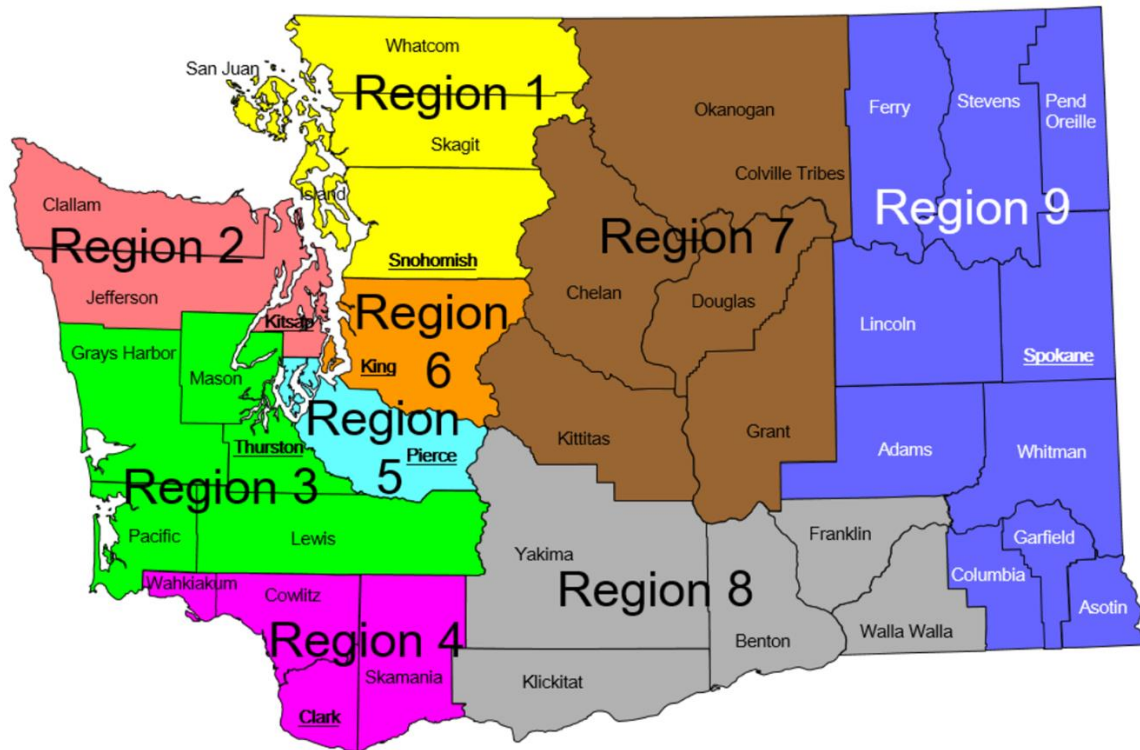 Whatcom
San Juan
Region 1
Skagit
Island
Snohomish
Clallam
Region 2
Jefferson
Kitsap
Grays Harbor
Mason
Thurston
Region 3
Pacific
Lewis
Wahkiakum
Cowlitz
Region 4
Skamania
Clark
Region
5
Pierce
Region
6
King
Okanogan
Colville Tribes
Region 7
Chelan
Douglas
Kittitas
Grant
Yakima
Region 8
Franklin
Benton
Walla Walla
Klickitat
Ferry
Stevens
Pend
Oreille
Region 9
Lincoln
Spokane
Adams
Whitman
Garfield
Columbia
Asotin